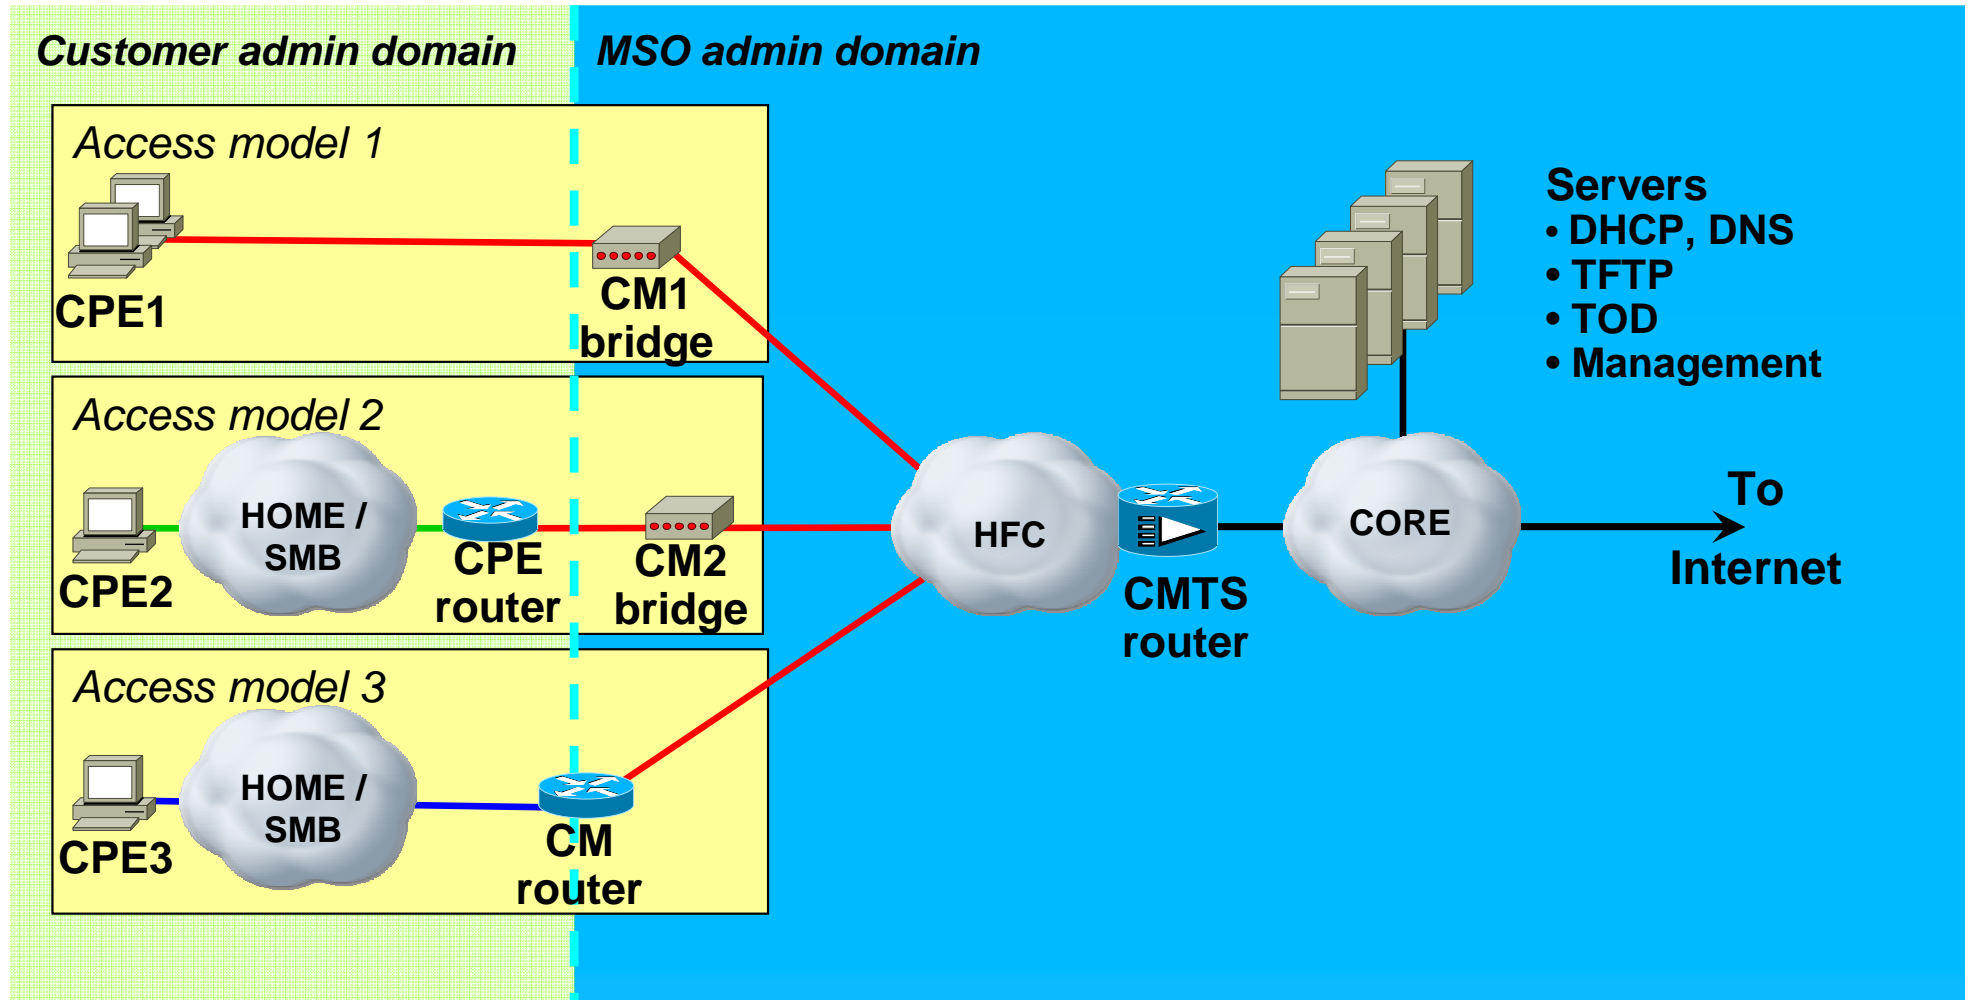 Customer admin domain
MSO admin domain
Access model 1
CPE1
CM1
bridge
Access model 2
HOME /
SMB
CPE2
CPE
router
CM2
bridge
Access model 3
HOME /
SMB
CPE3
CM
router
HFC
CMTS
router
CORE
Servers
• DHCP, DNS
• TFTP
• TOD
• Management
To
Internet